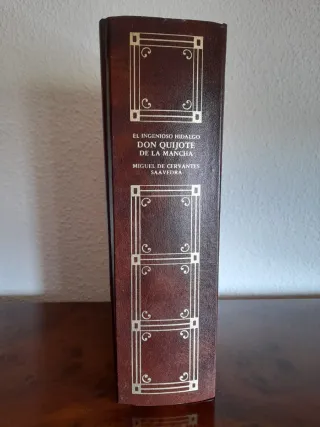 EL INGENIOSO HIDALGO
DON QUIJOTE
DE LA MANCHA
MIGUEL DE CERVANTES
SAAVEDRA